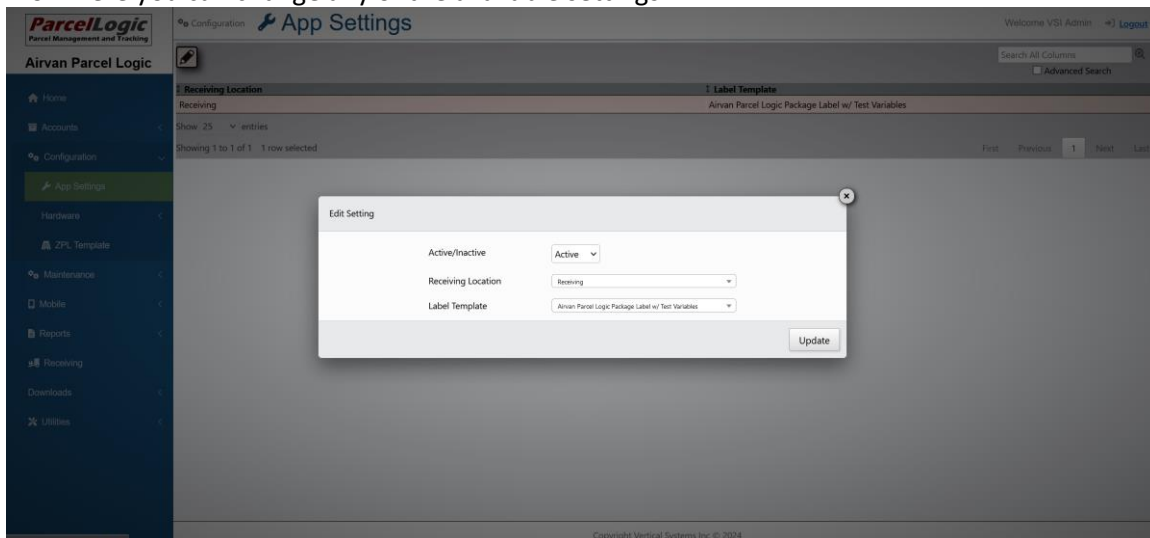 ParcelLogic
Parcel Management and Tracking
Airvan Parcel Logic
Home
Accounts
Configuration
App Settings
Hardware
ZPL Template
Maintenance
Mobile
Reports
Receiving
Downloads
Utilities
Configuration App Settings
Welcome VSI Admin Logout
Search All Columns
Advanced Search
Receiving Location Label Template
Receiving Airvan Parcel Logic Package Label w/ Test Variables
Show 25 entries
Showing 1 to 1 of 1 1 row selected
First Previous 1 Next Last
Edit Setting
Active/Inactive Active
Receiving Location Receiving
Label Template Airvan Parcel Logic Package Label w/ Test Variables
Update
Copyright Vertical Systems Inc © 2024